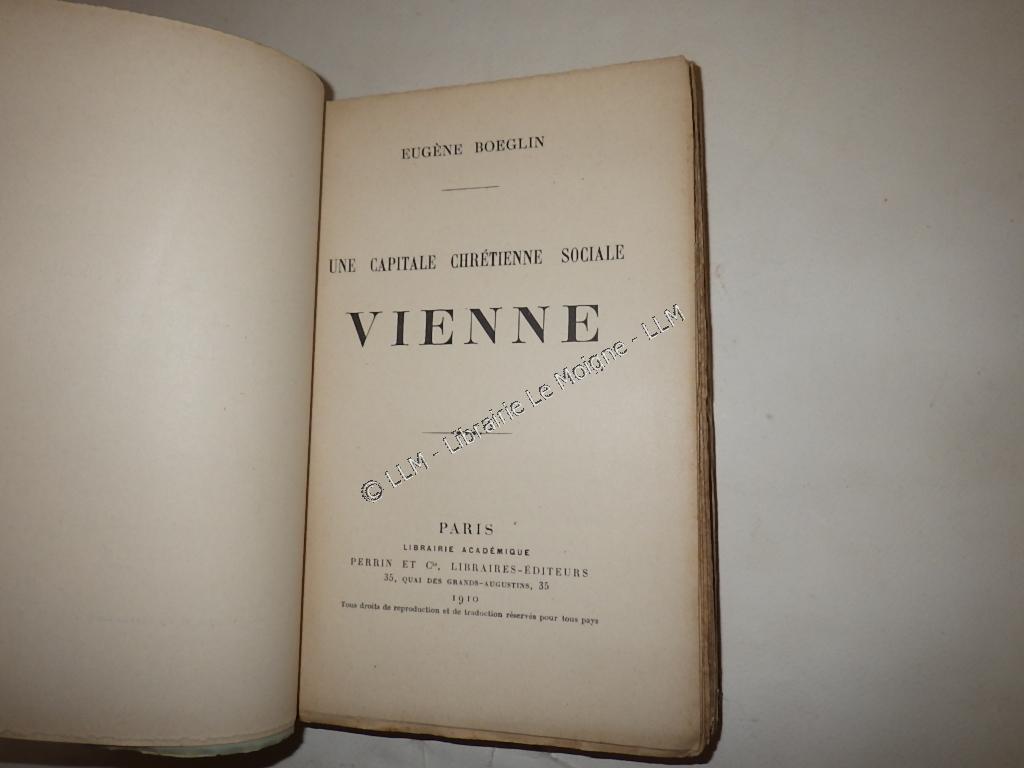 EUGÈNE BOEGLIN
UNE CAPITALE CHRÉTIENNE SOCIALE
VIENNE
© LLM - Librairie Le Moigne - LLM
PARIS
LIBRAIRIE ACADÉMIQUE
PERRIN ET Cie, LIBRAIRES-ÉDITEURS
35, QUAI DES GRANDS-AUGUSTINS, 35
1910
Tous droits de reproduction et de traduction réservés pour tous pays